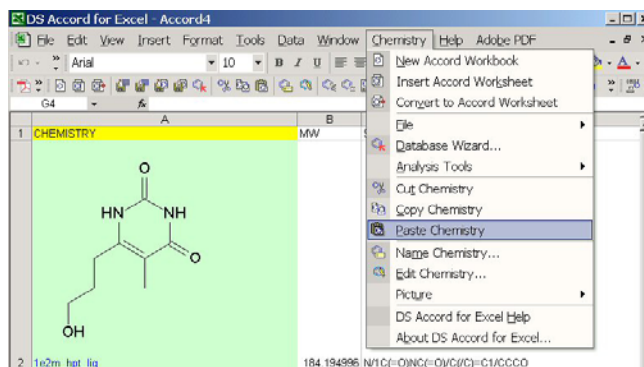 DS Accord for Excel - Accord4
File Edit View Insert Format Tools Data Window Chemistry Help Adobe PDF
Arial 10 B I U
G4 fx
A B
1 CHEMISTRY MW
O
HN NH
O
OH
2 1e2m_hpt_lig 184.194996 N/1C(=O)NC(=O)/C(/C)=C1/CCCO
New Accord Workbook
Insert Accord Worksheet
Convert to Accord Worksheet
File
Database Wizard...
Analysis Tools
Cut Chemistry
Copy Chemistry
Paste Chemistry
Name Chemistry...
Edit Chemistry...
Picture
DS Accord for Excel Help
About DS Accord for Excel...